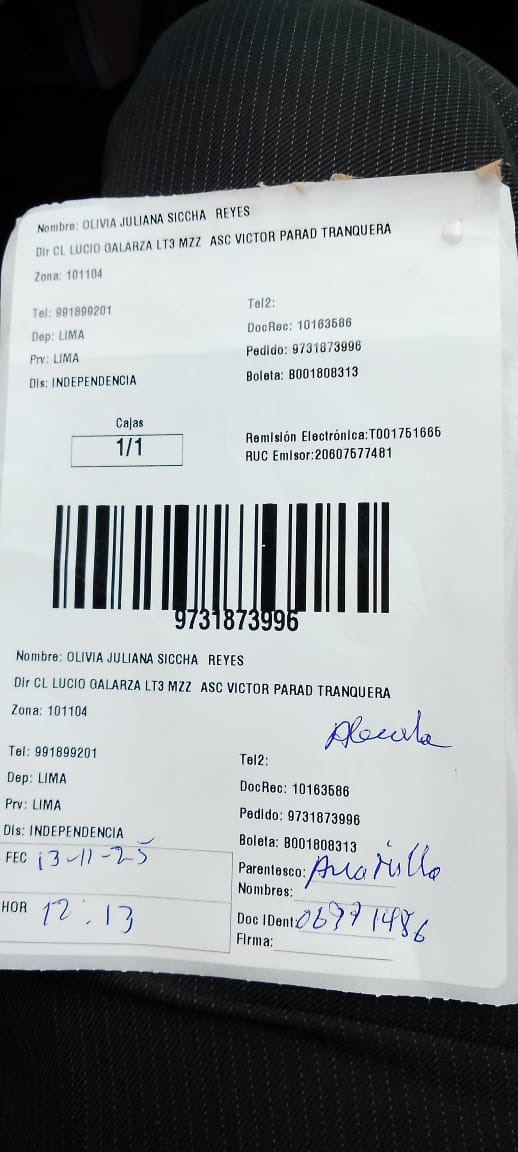 Nombre: OLIVIA JULIANA SICCHA REYES
Dir CL LUCIO GALARZA LT3 MZZ ASC VICTOR PARAD TRANQUERA
Zona: 101104
Tel: 991899201
Tel2:
Dep: LIMA
DocRec: 10163586
Prv: LIMA
Pedido: 9731873996
Dis: INDEPENDENCIA
Boleta: B001808313
Cajas
1/1
Remisión Electrónica:T001751665
RUC Emisor:20607577481
9731873996
Nombre: OLIVIA JULIANA SICCHA REYES
Dir CL LUCIO GALARZA LT3 MZZ ASC VICTOR PARAD TRANQUERA
Zona: 101104
Tel: 991899201
Tel2:
Dep: LIMA
DocRec: 10163586
Prv: LIMA
Pedido: 9731873996
Dis: INDEPENDENCIA
Boleta: B001808313
FEC 13-11-25
Parentesco: Amarillo
Nombres:
HOR 12:13
Doc IDent:
Firma: